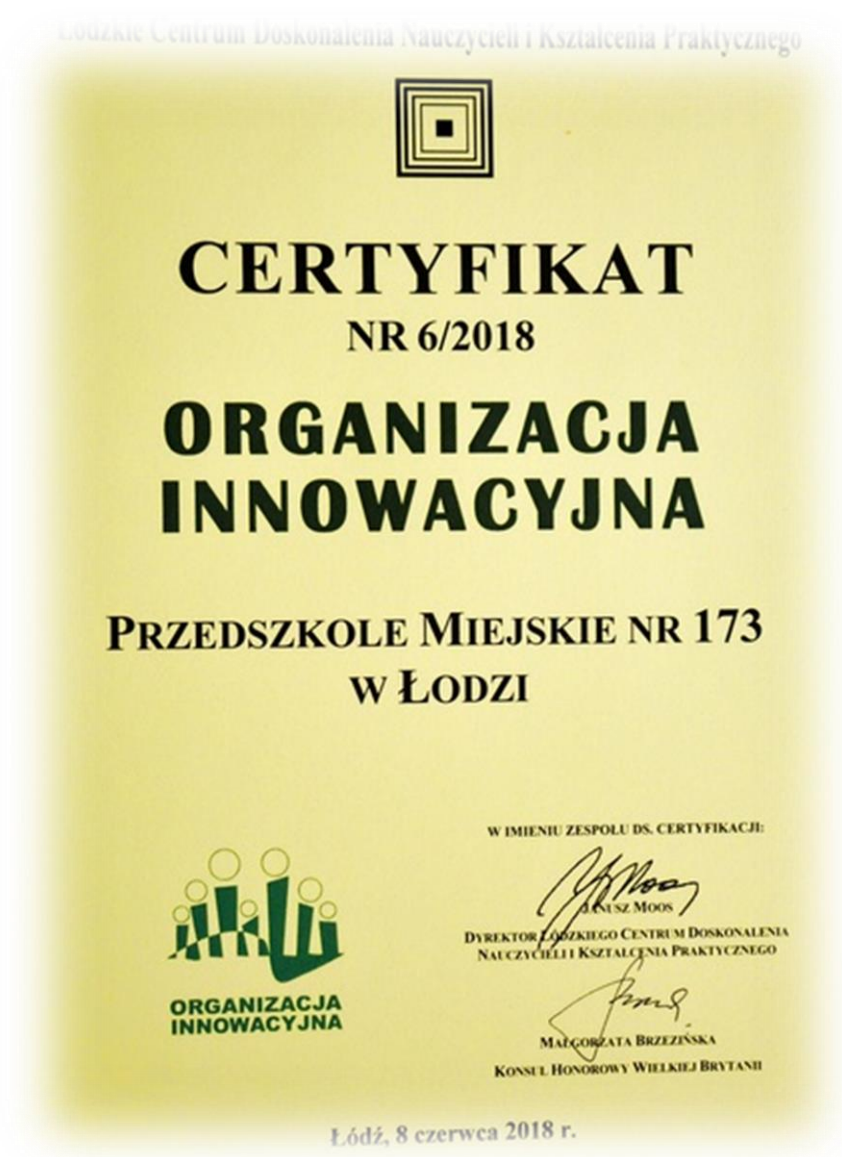 Łódzkie Centrum Doskonalenia Nauczycieli i Kształcenia Praktycznego
CERTYFIKAT
NR 6/2018
ORGANIZACJA
INNOWACYJNA
PRZEDSZKOLE MIEJSKIE NR 173
W ŁODZI
W IMIENIU ZESPOŁU DS. CERTYFIKACJI:
JANUSZ MOOS
DYREKTOR ŁÓDZKIEGO CENTRUM DOSKONALENIA
NAUCZYCIELI I KSZTAŁCENIA PRAKTYCZNEGO
MAŁGORZATA BRZEZIŃSKA
KONSUL HONOROWY WIELKIEJ BRYTANII
ORGANIZACJA
INNOWACYJNA
Łódź, 8 czerwca 2018 r.